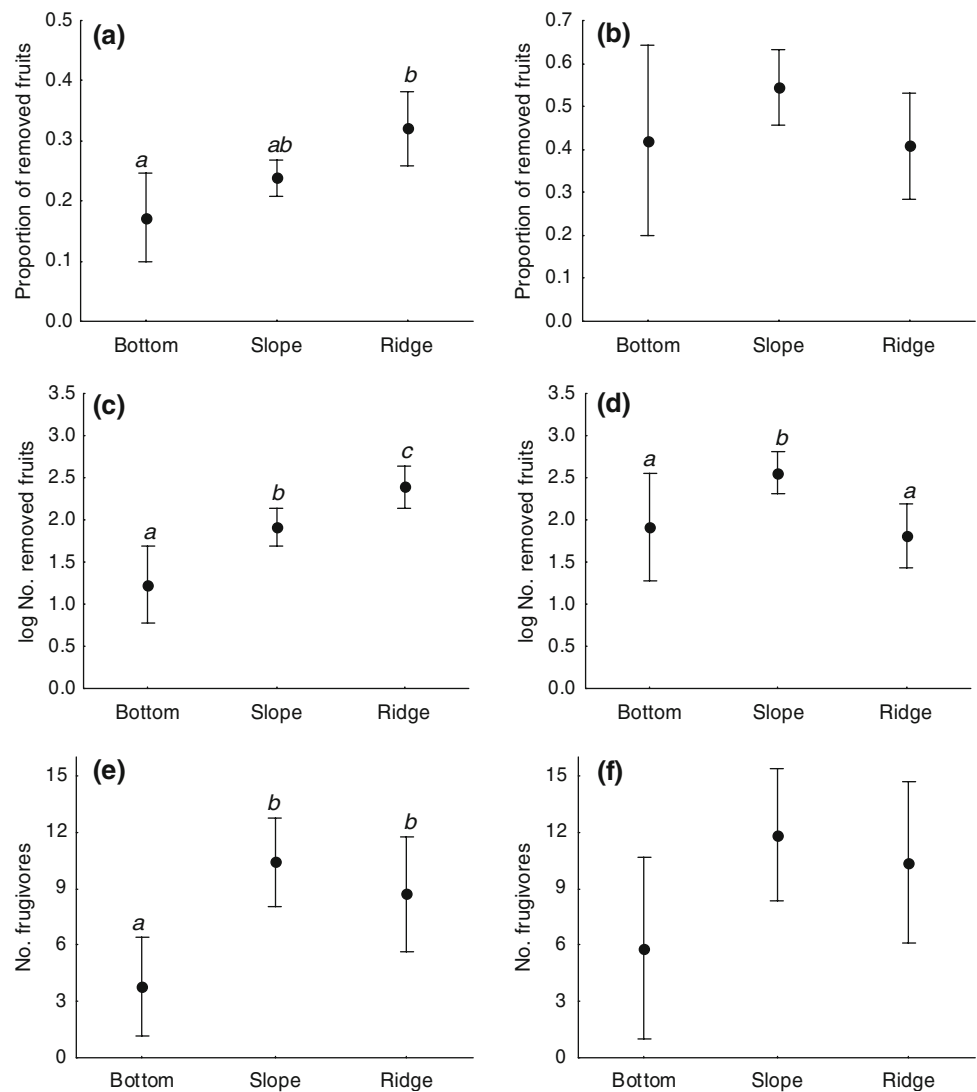 (a)
Proportion of removed fruits
0.5
0.4
0.3
0.2
0.1
0.0
a
ab
b
Bottom Slope Ridge
(b)
Proportion of removed fruits
0.7
0.6
0.5
0.4
0.3
0.2
0.1
0.0
Bottom Slope Ridge
(c)
log No. removed fruits
3.5
3.0
2.5
2.0
1.5
1.0
0.5
0.0
a
b
c
Bottom Slope Ridge
(d)
log No. removed fruits
3.5
3.0
2.5
2.0
1.5
1.0
0.5
0.0
a
b
a
Bottom Slope Ridge
(e)
No. frugivores
15
12
9
6
3
0
a
b
b
Bottom Slope Ridge
(f)
No. frugivores
15
12
9
6
3
0
Bottom Slope Ridge